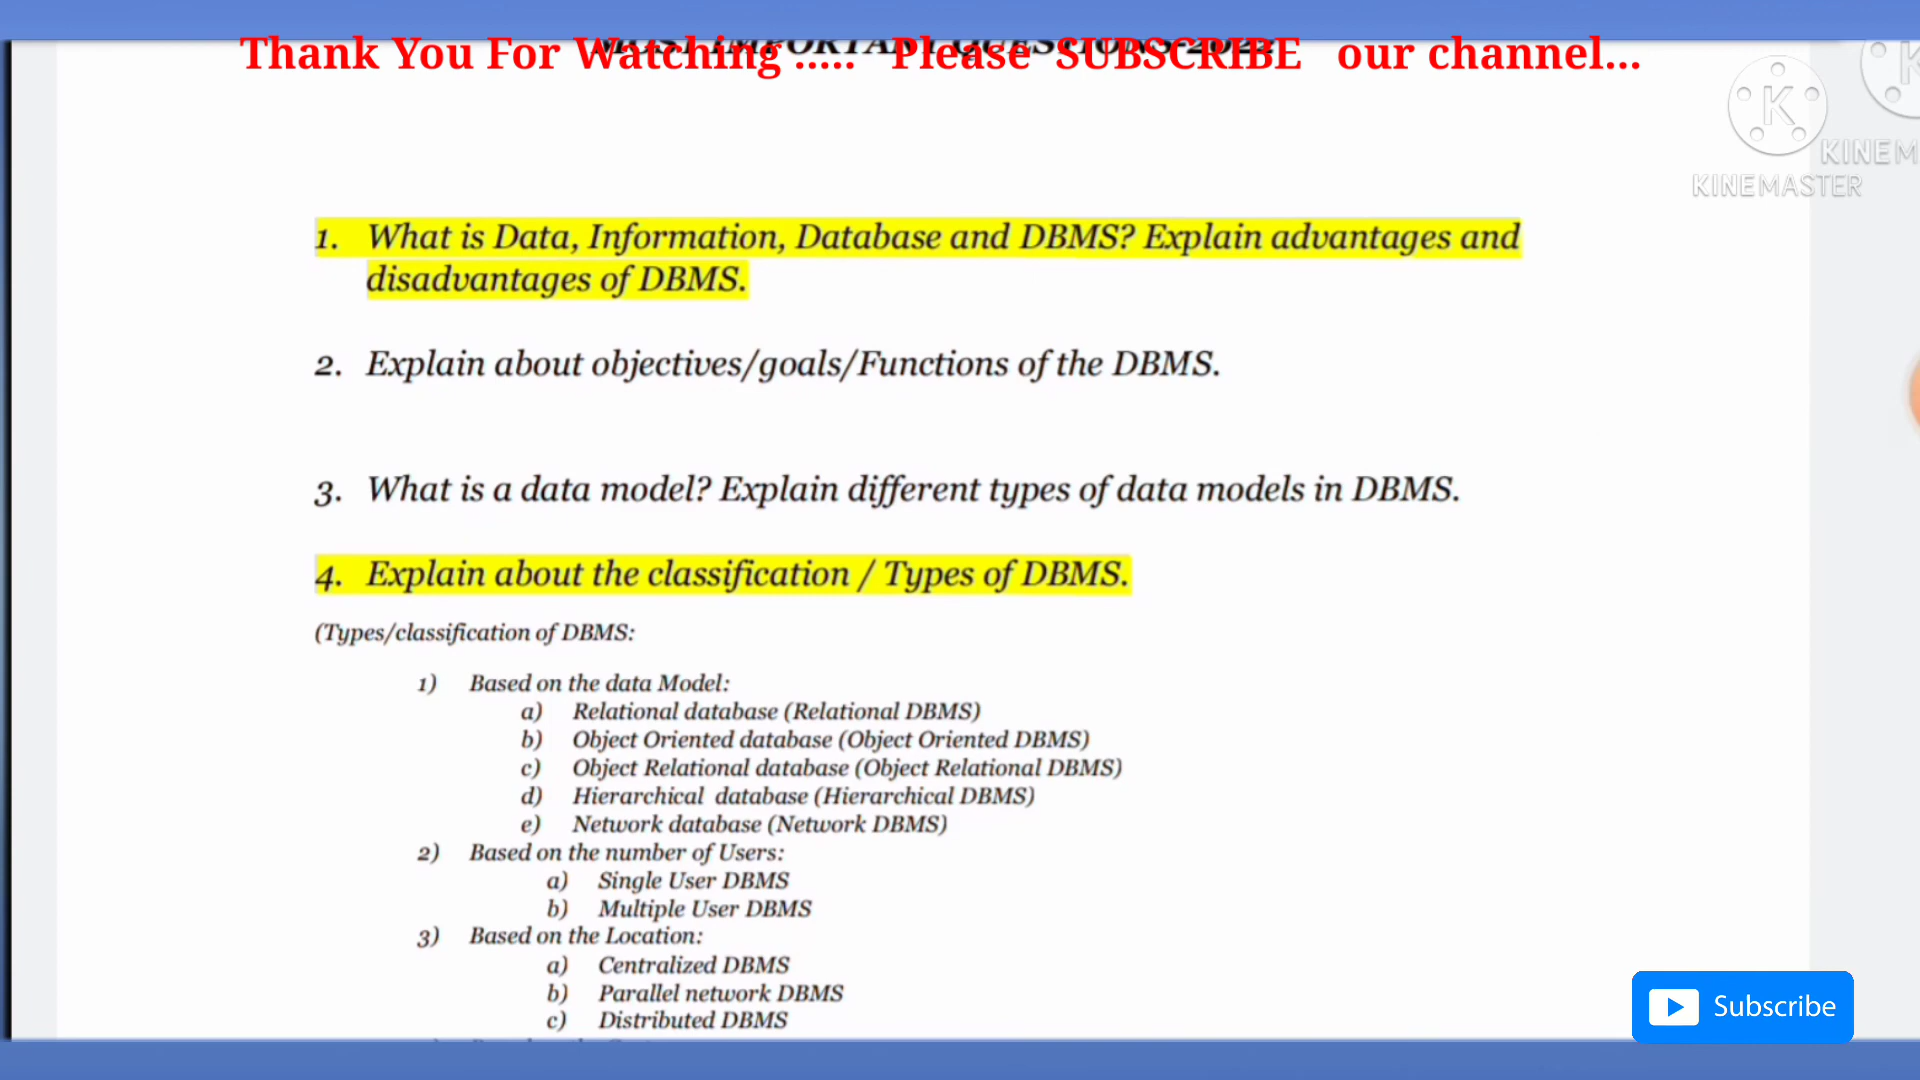 MOST IMPORTANT QUESTIONS-2022
Thank You For Watching ..... Please SUBSCRIBE our channel...
KINEMASTER
KINEM
1. What is Data, Information, Database and DBMS? Explain advantages and
disadvantages of DBMS.
2. Explain about objectives/goals/Functions of the DBMS.
3. What is a data model? Explain different types of data models in DBMS.
4. Explain about the classification / Types of DBMS.
(Types/classification of DBMS:
1) Based on the data Model:
a) Relational database (Relational DBMS)
b) Object Oriented database (Object Oriented DBMS)
c) Object Relational database (Object Relational DBMS)
d) Hierarchical database (Hierarchical DBMS)
e) Network database (Network DBMS)
2) Based on the number of Users:
a) Single User DBMS
b) Multiple User DBMS
3) Based on the Location:
a) Centralized DBMS
b) Parallel network DBMS
c) Distributed DBMS
Subscribe